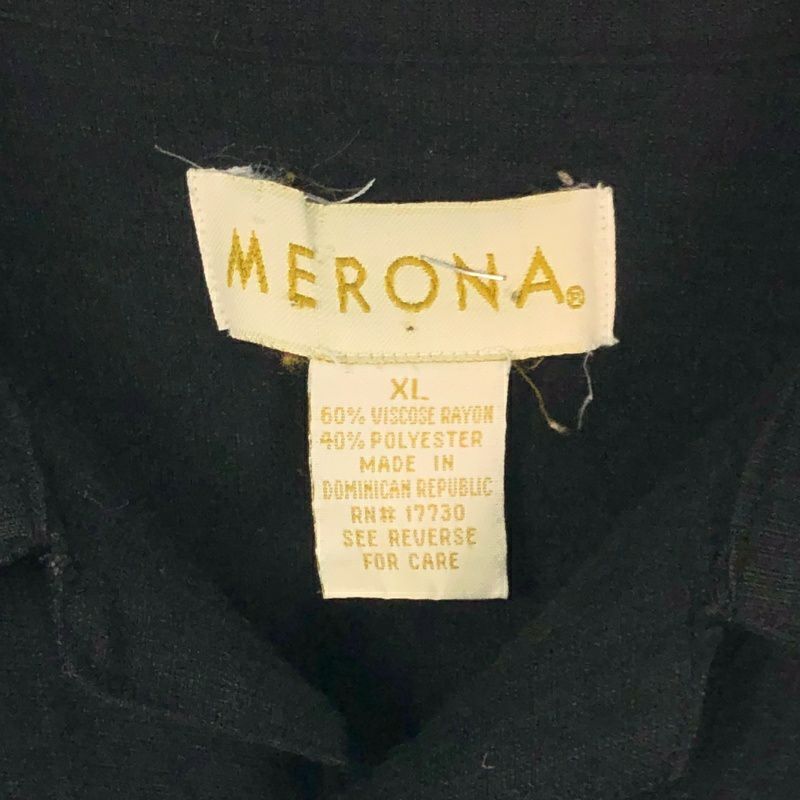 MERONA®
XL
60% VISCOSE RAYON
40% POLYESTER
MADE IN
DOMINICAN REPUBLIC
RN# 17730
SEE REVERSE
FOR CARE